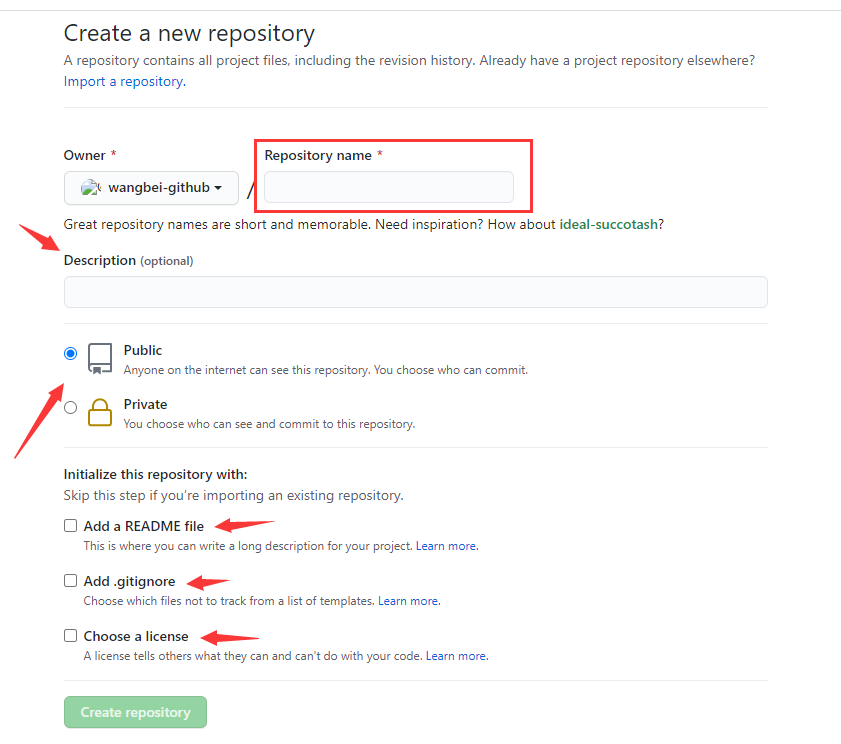 Create a new repository
A repository contains all project files, including the revision history. Already have a project repository elsewhere?
Import a repository.
Owner * Repository name *
wangbei-github /
Great repository names are short and memorable. Need inspiration? How about ideal-succotash?
Description (optional)
Public
Anyone on the internet can see this repository. You choose who can commit.
Private
You choose who can see and commit to this repository.
Initialize this repository with:
Skip this step if you’re importing an existing repository.
Add a README file
This is where you can write a long description for your project. Learn more.
Add .gitignore
Choose which files not to track from a list of templates. Learn more.
Choose a license
A license tells others what they can and can't do with your code. Learn more.
Create repository